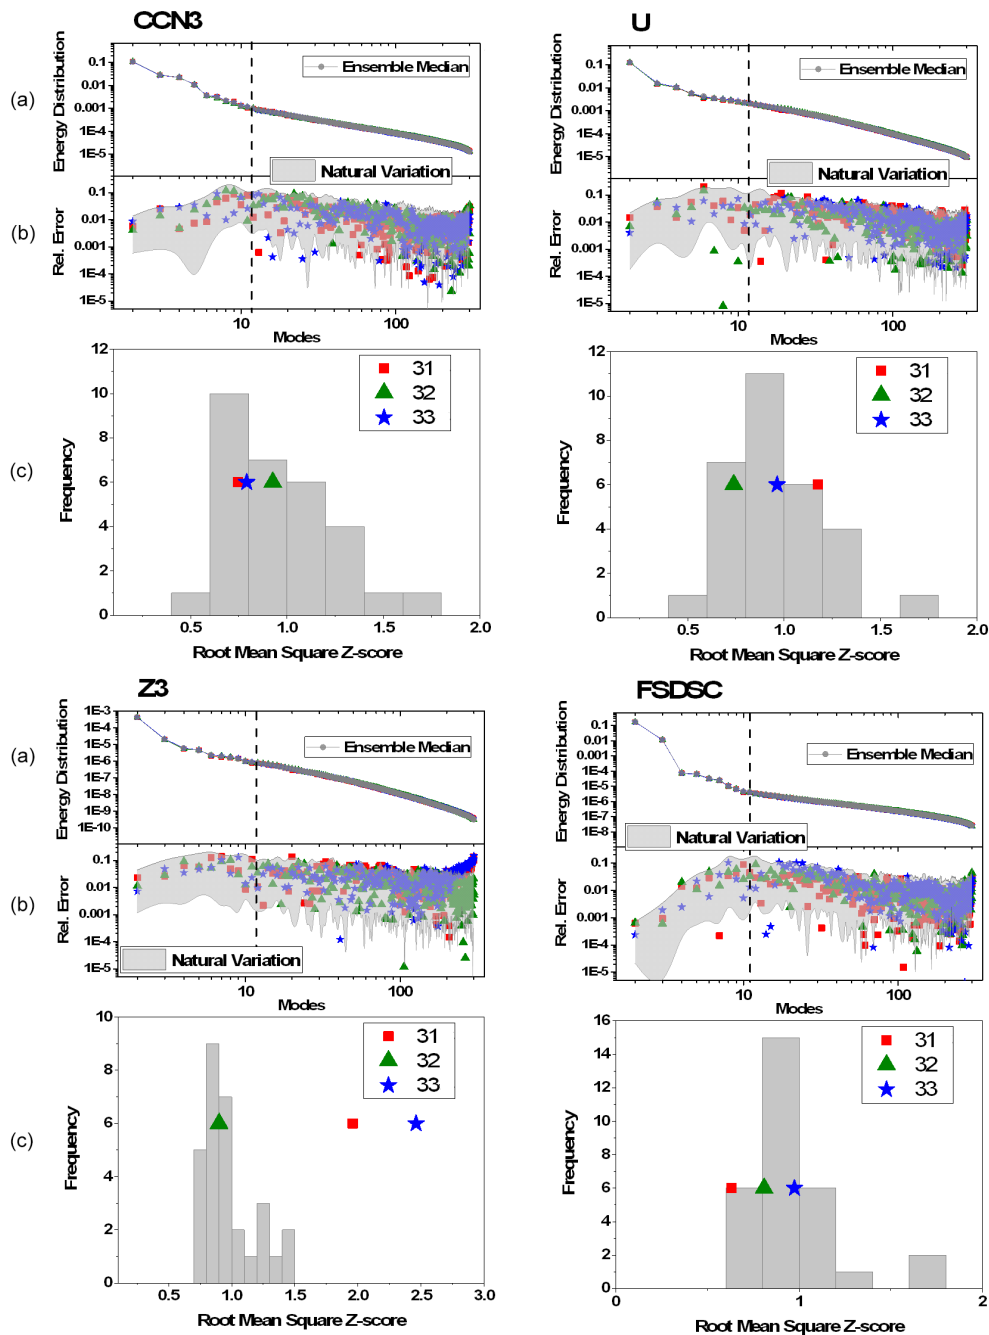 CCN3
(a)
Energy Distribution
0.1
0.01
0.001
1E-4
1E-5
Ensemble Median
Natural Variation
(b)
Rel. Error
0.1
0.01
0.001
1E-4
1E-5
10
100
Modes
(c)
Frequency
12
10
8
6
4
2
0
31
32
33
0.5
1.0
1.5
2.0
Root Mean Square Z-score
U
Energy Distribution
0.1
0.01
0.001
1E-4
1E-5
Ensemble Median
Natural Variation
Rel. Error
0.1
0.01
0.001
1E-4
1E-5
10
100
Modes
Frequency
12
10
8
6
4
2
0
31
32
33
0.5
1.0
1.5
2.0
Root Mean Square Z-score
Z3
(a)
Energy Distribution
1E-3
1E-4
1E-5
1E-6
1E-7
1E-8
1E-9
1E-10
Ensemble Median
(b)
Rel. Error
0.1
0.01
0.001
1E-4
1E-5
Natural Variation
10
100
Modes
(c)
Frequency
10
8
6
4
2
0
31
32
33
0.5
1.0
1.5
2.0
2.5
3.0
Root Mean Square Z-score
FSDSC
Energy Distribution
0.1
0.01
0.001
1E-4
1E-5
1E-6
1E-7
1E-8
Ensemble Median
Natural Variation
Rel. Error
0.1
0.01
0.001
1E-4
1E-5
10
100
Modes
Frequency
16
14
12
10
8
6
4
2
0
31
32
33
0
1
2
Root Mean Square Z-score